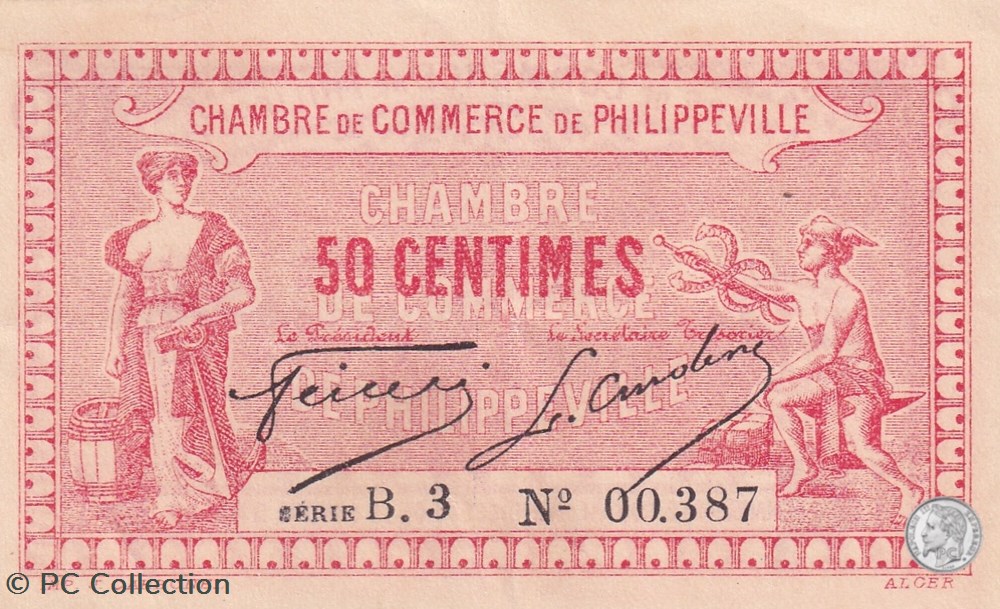 CHAMBRE DE COMMERCE DE PHILIPPEVILLE
CHAMBRE
50 CENTIMES
DE COMMERCE
Le Président
Le Secrétaire Trésorier
DE PHILIPPEVILLE
SÉRIE B. 3 Nº 00.387
© PC Collection
ALGER